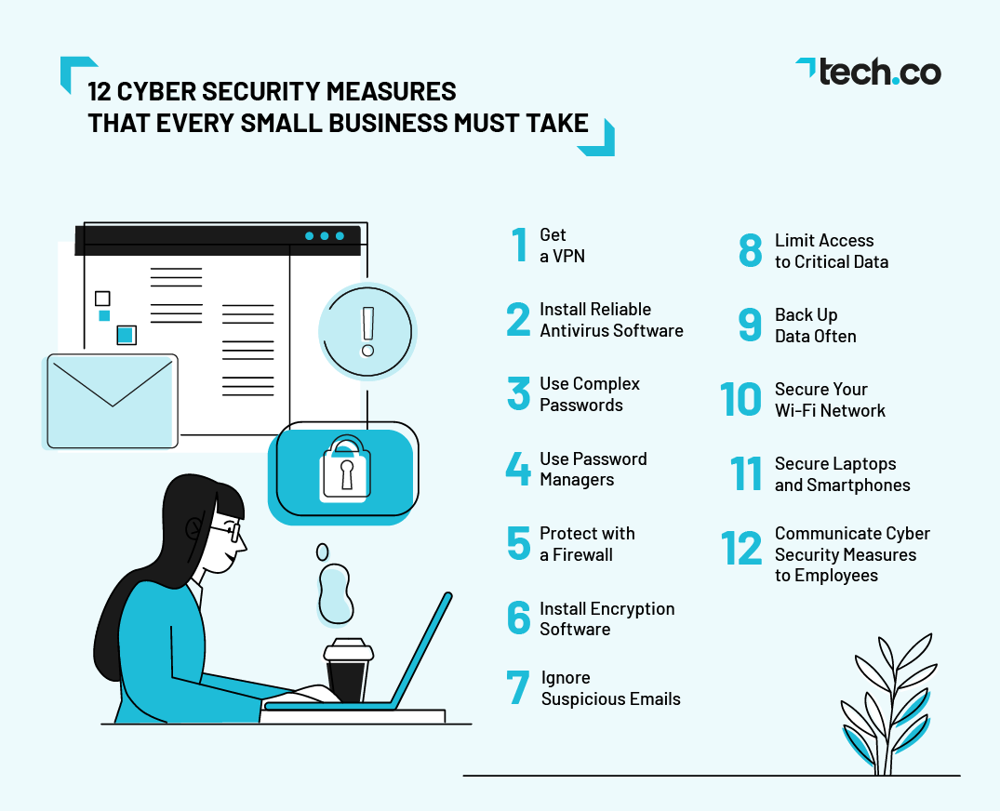 12 CYBER SECURITY MEASURES
THAT EVERY SMALL BUSINESS MUST TAKE
tech.co
1 Get
a VPN
2 Install Reliable
Antivirus Software
3 Use Complex
Passwords
4 Use Password
Managers
5 Protect with
a Firewall
6 Install Encryption
Software
7 Ignore
Suspicious Emails
8 Limit Access
to Critical Data
9 Back Up
Data Often
10 Secure Your
Wi-Fi Network
11 Secure Laptops
and Smartphones
12 Communicate Cyber
Security Measures
to Employees